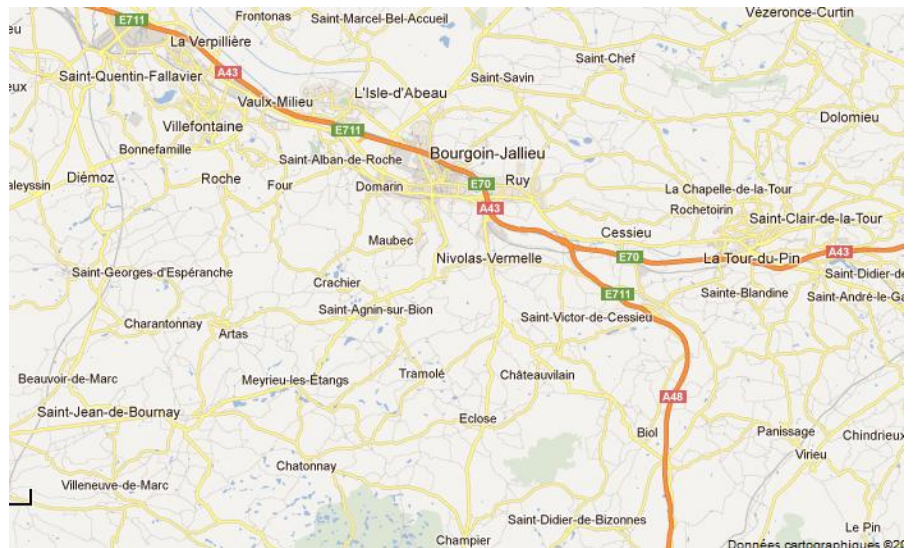 E711
Frontonas
Saint-Marcel-Bel-Accueil
Vézeronce-Curtin
La Verpillière
Saint-Chef
Saint-Quentin-Fallavier
A43
Saint-Savin
L'Isle-d'Abeau
Vaulx-Milieu
Dolomieu
Villefontaine
E711
Bonnefamille
Bourgoin-Jallieu
Saint-Alban-de-Roche
Diémoz
Roche
Four
Domarin
E70
Ruy
La Chapelle-de-la-Tour
A43
Rochetoirin
Saint-Clair-de-la-Tour
Maubec
Cessieu
A43
Nivolas-Vermelle
E70
La Tour-du-Pin
Saint-Georges-d'Espéranche
Saint-Didier-de
Crachier
E711
Sainte-Blandine
Saint-André-le-Ga
Saint-Agnin-sur-Bion
Saint-Victor-de-Cessieu
Charantonnay
Artas
Beauvoir-de-Marc
Meyrieu-les-Étangs
Tramolé
Châteauvilain
A48
Saint-Jean-de-Bournay
Eclose
Biol
Panissage
Chindrieux
Virieu
Chatonnay
Villeneuve-de-Marc
Saint-Didier-de-Bizonnes
Le Pin
Champier
Données cartographiques ©20